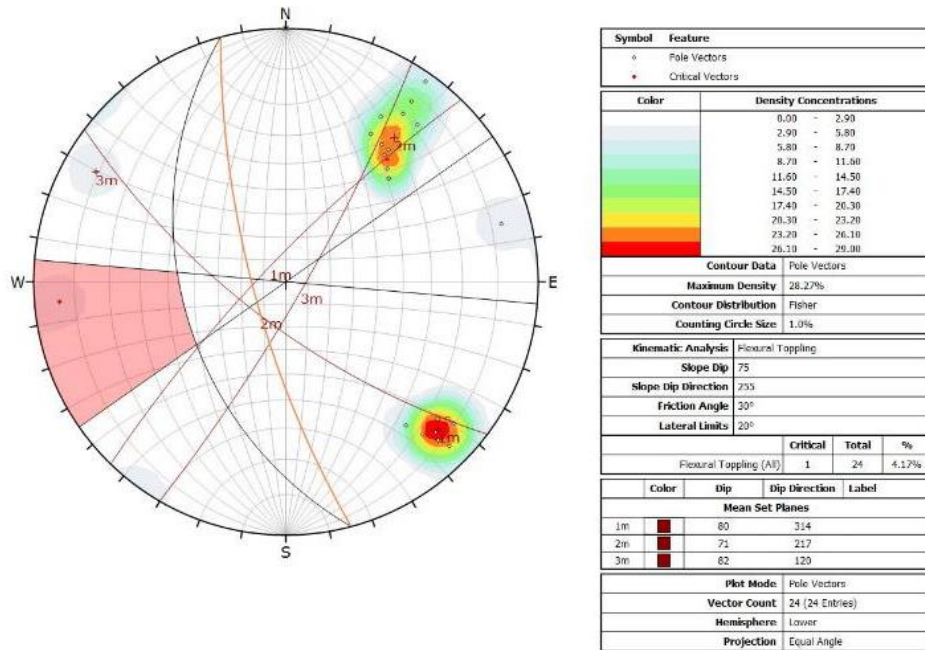 N
W
E
S
3m
2m
1m
3m
2m
1m
Symbol Feature
Pole Vectors
Critical Vectors
Color Density Concentrations
0.00 - 2.90
2.90 - 5.80
5.80 - 8.70
8.70 - 11.60
11.60 - 14.50
14.50 - 17.40
17.40 - 20.30
20.30 - 23.20
23.20 - 26.10
26.10 - 29.00
Contour Data Pole Vectors
Maximum Density 28.27%
Contour Distribution Fisher
Counting Circle Size 1.0%
Kinematic Analysis Flexural Toppling
Slope Dip 75
Slope Dip Direction 255
Friction Angle 30°
Lateral Limits 20°
Critical Total %
Flexural Toppling (All) 1 24 4.17%
Color Dip Dip Direction Label
Mean Set Planes
1m 80 314
2m 71 217
3m 82 120
Plot Mode Pole Vectors
Vector Count 24 (24 Entries)
Hemisphere Lower
Projection Equal Angle